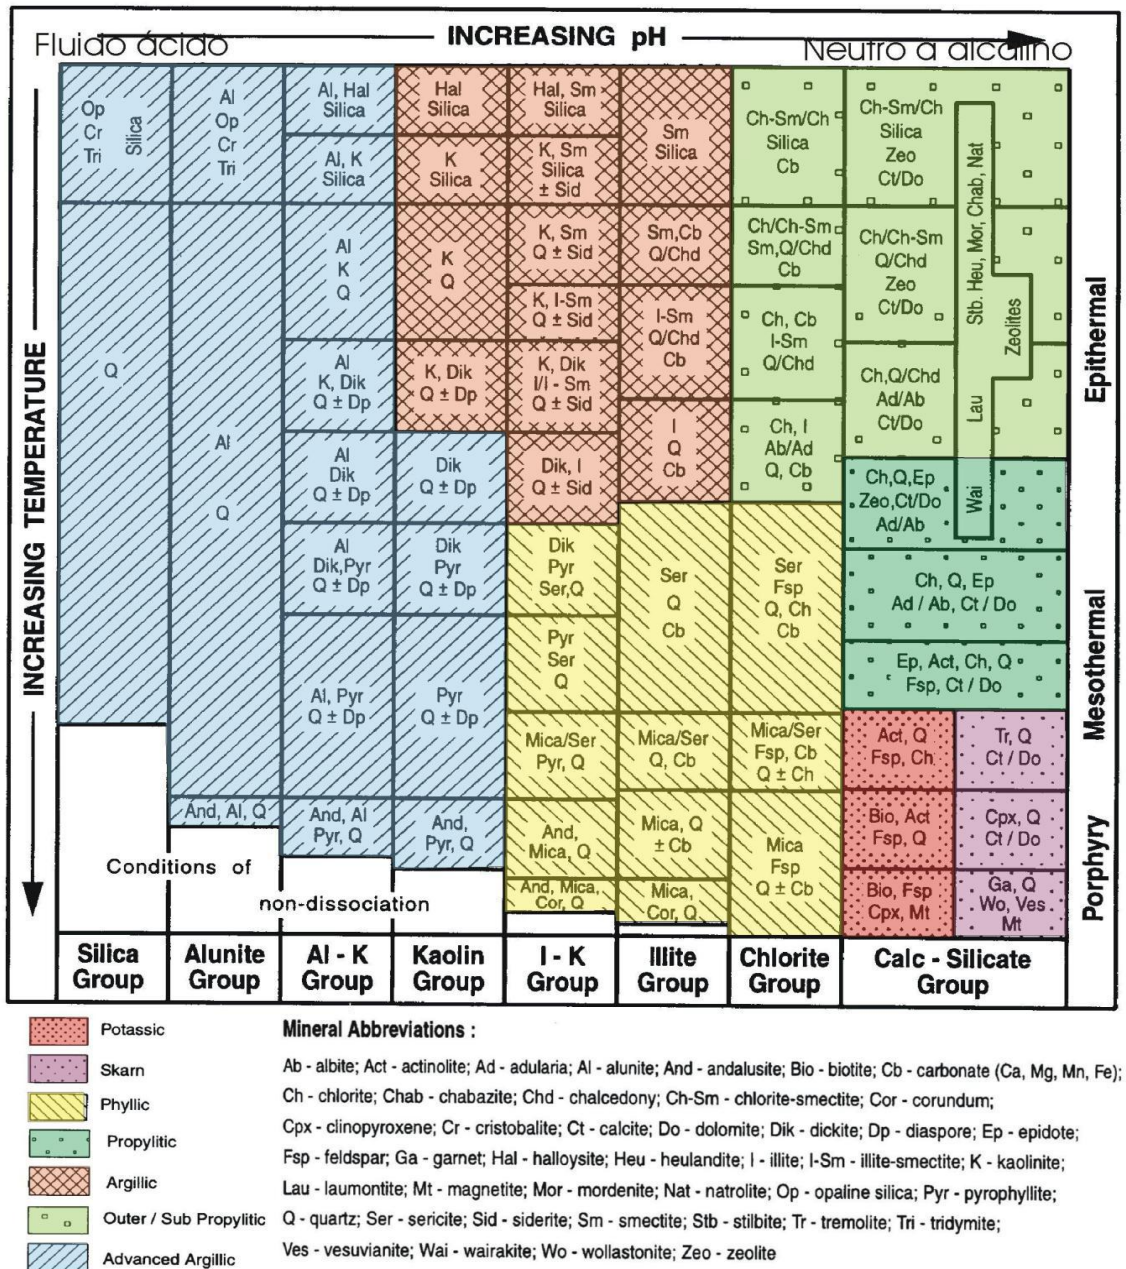 INCREASING pH
Fluido ácido
Neutro a alcalino
INCREASING TEMPERATURE
Op
Cr
Tri
Silica
Q
Silica
Group
Al
Op
Cr
Tri
Al
Q
And, Al, Q
Alunite
Group
Al, Hal
Silica
Al, K
Silica
Al
K
Q
Al
K, Dik
Q ± Dp
Al
Dik
Q ± Dp
Al
Dik,Pyr
Q ± Dp
Al, Pyr
Q ± Dp
And, Al
Pyr, Q
Al - K
Group
Hal
Silica
K
Silica
K
Q
K, Dik
Q ± Dp
Dik
Q ± Dp
Dik
Pyr
Q ± Dp
Pyr
Q ± Dp
And,
Pyr, Q
Kaolin
Group
Conditions of
non-dissociation
Hal, Sm
Silica
K, Sm
Silica
± Sid
K, Sm
Q ± Sid
K, I-Sm
Q ± Sid
K, Dik
I/I - Sm
Q ± Sid
Dik, I
Q ± Sid
Dik
Pyr
Ser,Q
Pyr
Ser
Q
Mica/Ser
Pyr, Q
And,
Mica, Q
And, Mica,
Cor, Q
I - K
Group
Sm
Silica
Sm,Cb
Q/Chd
I-Sm
Q/Chd
Cb
I
Q
Cb
Ser
Q
Cb
Mica/Ser
Q, Cb
Mica, Q
± Cb
Mica,
Cor, Q
Illite
Group
Ch-Sm/Ch
Silica
Cb
Ch/Ch-Sm
Sm,Q/Chd
Cb
Ch, Cb
I-Sm
Q/Chd
Ch, I
Ab/Ad
Q, Cb
Ser
Fsp
Q, Ch
Cb
Mica/Ser
Fsp, Cb
Q ± Ch
Mica
Fsp
Q ± Cb
Chlorite
Group
Ch-Sm/Ch
Silica
Zeo
Ct/Do
Ch/Ch-Sm
Q/Chd
Zeo
Ct/Do
Ch,Q/Chd
Ad/Ab
Ct/Do
Ch,Q,Ep
Zeo,Ct/Do
Ad/Ab
Stb. Heu, Mor, Chab, Nat
Zeolites
Lau
Wai
Ch, Q, Ep
Ad / Ab, Ct / Do
Ep, Act, Ch, Q
Fsp, Ct / Do
Act, Q
Fsp, Ch
Tr, Q
Ct / Do
Bio, Act
Fsp, Q
Cpx, Q
Ct / Do
Bio, Fsp
Cpx, Mt
Ga, Q
Wo, Ves
Mt
Calc - Silicate
Group
Epithermal
Mesothermal
Porphyry
Potassic
Skarn
Phyllic
Propylitic
Argillic
Outer / Sub Propylitic
Advanced Argillic
Mineral Abbreviations :
Ab - albite; Act - actinolite; Ad - adularia; Al - alunite; And - andalusite; Bio - biotite; Cb - carbonate (Ca, Mg, Mn, Fe);
Ch - chlorite; Chab - chabazite; Chd - chalcedony; Ch-Sm - chlorite-smectite; Cor - corundum;
Cpx - clinopyroxene; Cr - cristobalite; Ct - calcite; Do - dolomite; Dik - dickite; Dp - diaspore; Ep - epidote;
Fsp - feldspar; Ga - garnet; Hal - halloysite; Heu - heulandite; I - illite; I-Sm - illite-smectite; K - kaolinite;
Lau - laumontite; Mt - magnetite; Mor - mordenite; Nat - natrolite; Op - opaline silica; Pyr - pyrophyllite;
Q - quartz; Ser - sericite; Sid - siderite; Sm - smectite; Stb - stilbite; Tr - tremolite; Tri - tridymite;
Ves - vesuvianite; Wai - wairakite; Wo - wollastonite; Zeo - zeolite